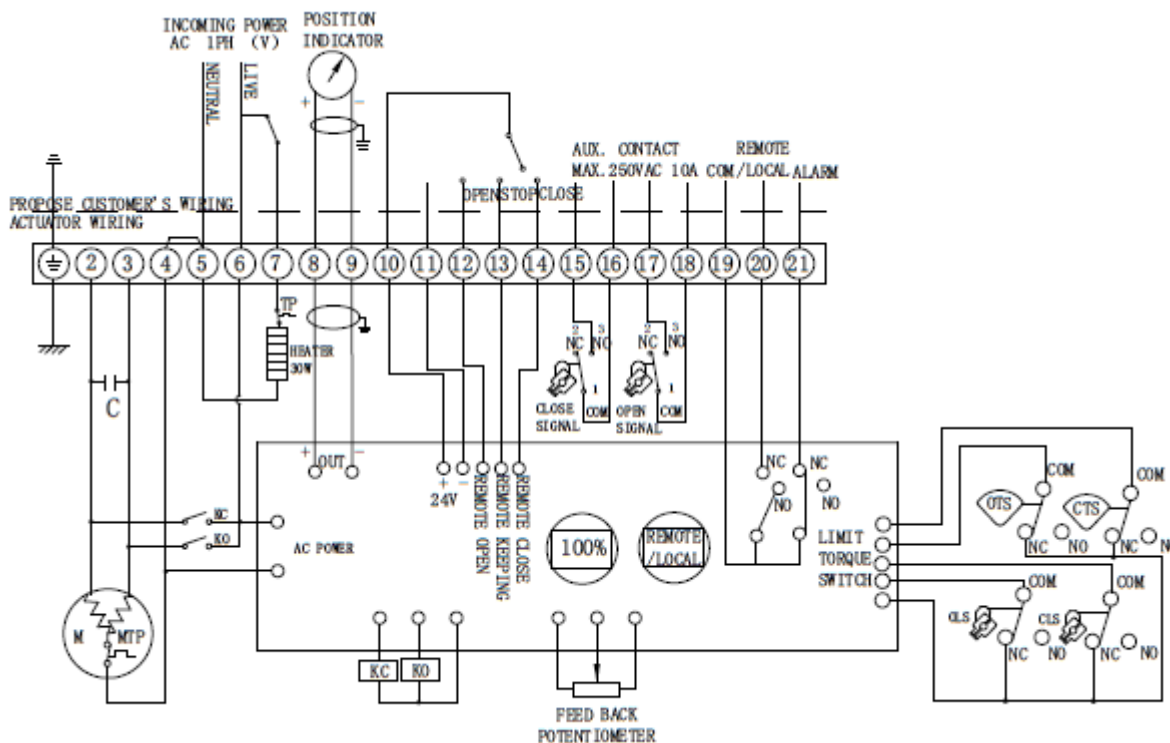 INCOMING POWER
AC 1PH (V)
POSITION
INDICATOR
NEUTRAL
LIVE
+ −
AUX. CONTACT
MAX. 250VAC 10A
REMOTE
COM/LOCAL ALARM
OPEN STOP CLOSE
PROPOSE CUSTOMER'S WIRING
ACTUATOR WIRING
2 3 4 5 6 7 8 9 10 11 12 13 14 15 16 17 18 19 20 21
TP
HEATER
30W
C
2 3
NC NO
1
COM
CLOSE
SIGNAL
2 3
NC NO
1
COM
OPEN
SIGNAL
+ OUT −
+ −
24V
REMOTE OPEN
REMOTE KEEPING
REMOTE CLOSE
NC
NO
NC
NO
KC
KO
AC POWER
100%
REMOTE
/LOCAL
LIMIT
TORQUE
SWITCH
OTS
COM
NC NO
CTS
COM
NC N
OLS
COM
NC NO
CLS
COM
NC NO
M MTP
KC KO
FEED BACK
POTENTIOMETER